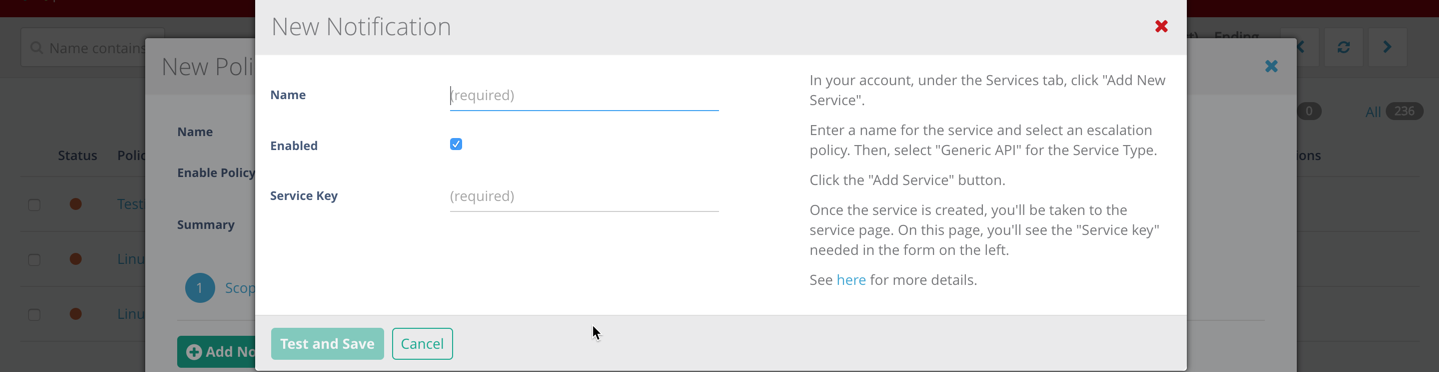 New Notification
Name contains
Ending
New Poli
Name
(required)
In your account, under the Services tab, click "Add New
Service".
0
All 236
Name
Enabled
Enter a name for the service and select an escalation
policy. Then, select "Generic API" for the Service Type.
Status
Polic
ions
Enable Policy
Click the "Add Service" button.
Service Key
(required)
Test
Once the service is created, you'll be taken to the
service page. On this page, you'll see the "Service key"
needed in the form on the left.
Summary
Linu
See here for more details.
1
Scop
Linu
Test and Save
Cancel
Add No